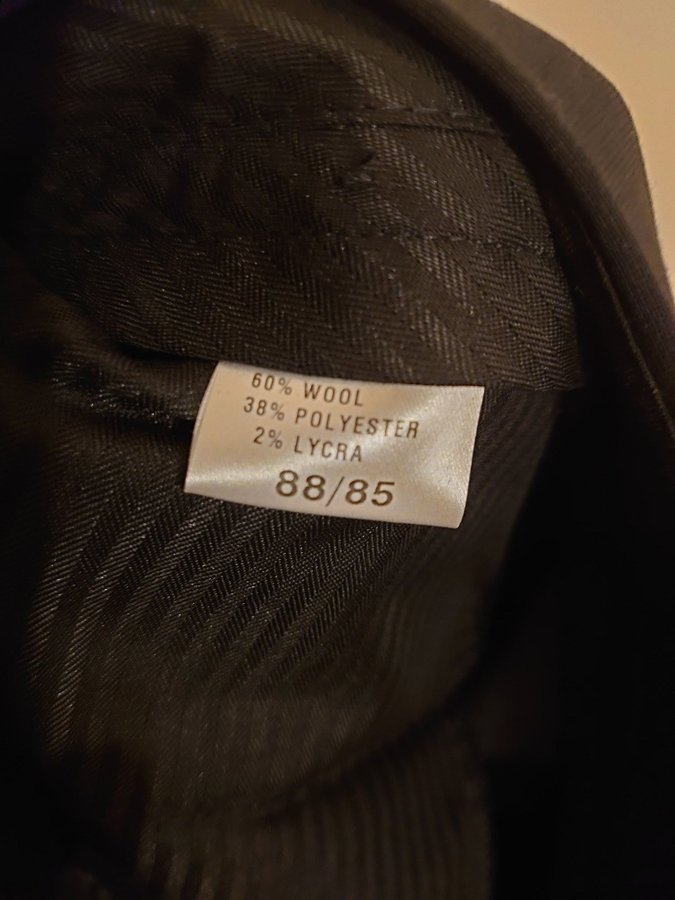 60% WOOL
38% POLYESTER
2% LYCRA
88/85